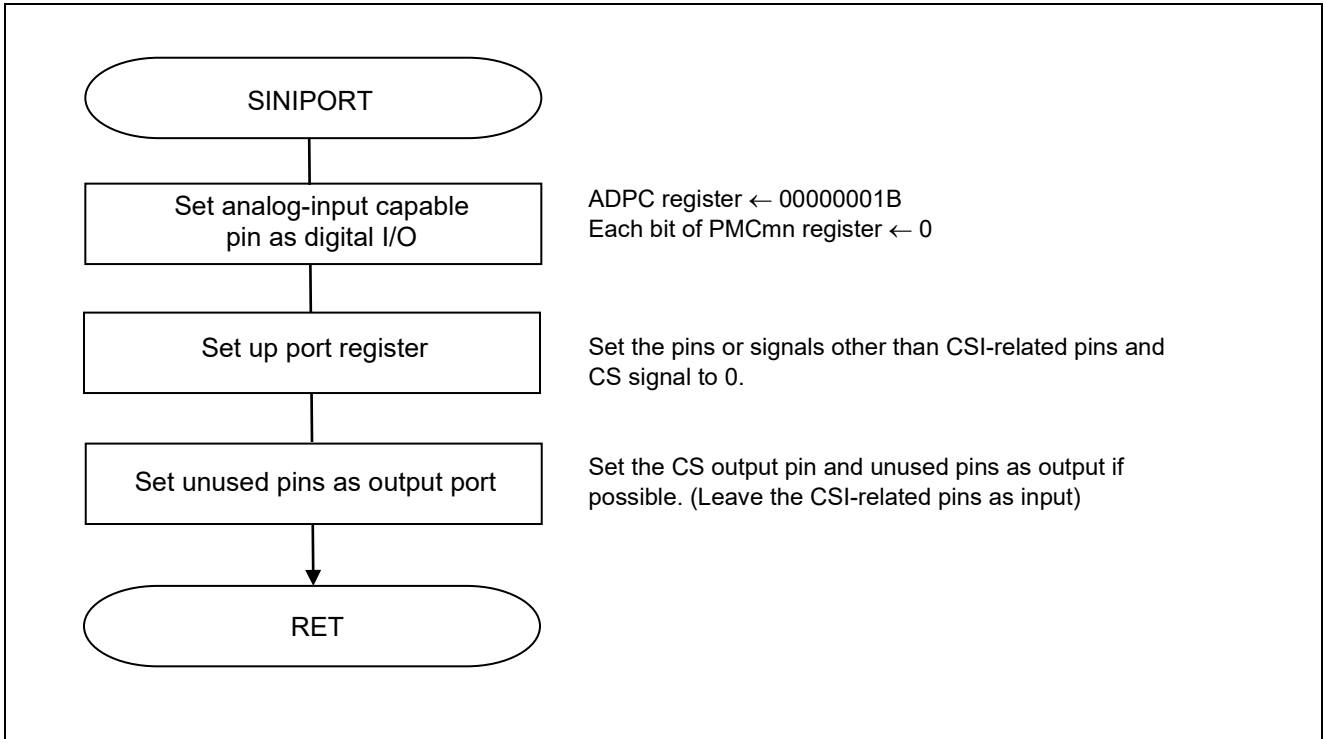 SINIPORT
Set analog-input capable
pin as digital I/O
ADPC register ← 00000001B
Each bit of PMCmn register ← 0
Set up port register
Set the pins or signals other than CSI-related pins and
CS signal to 0.
Set unused pins as output port
Set the CS output pin and unused pins as output if
possible. (Leave the CSI-related pins as input)
RET